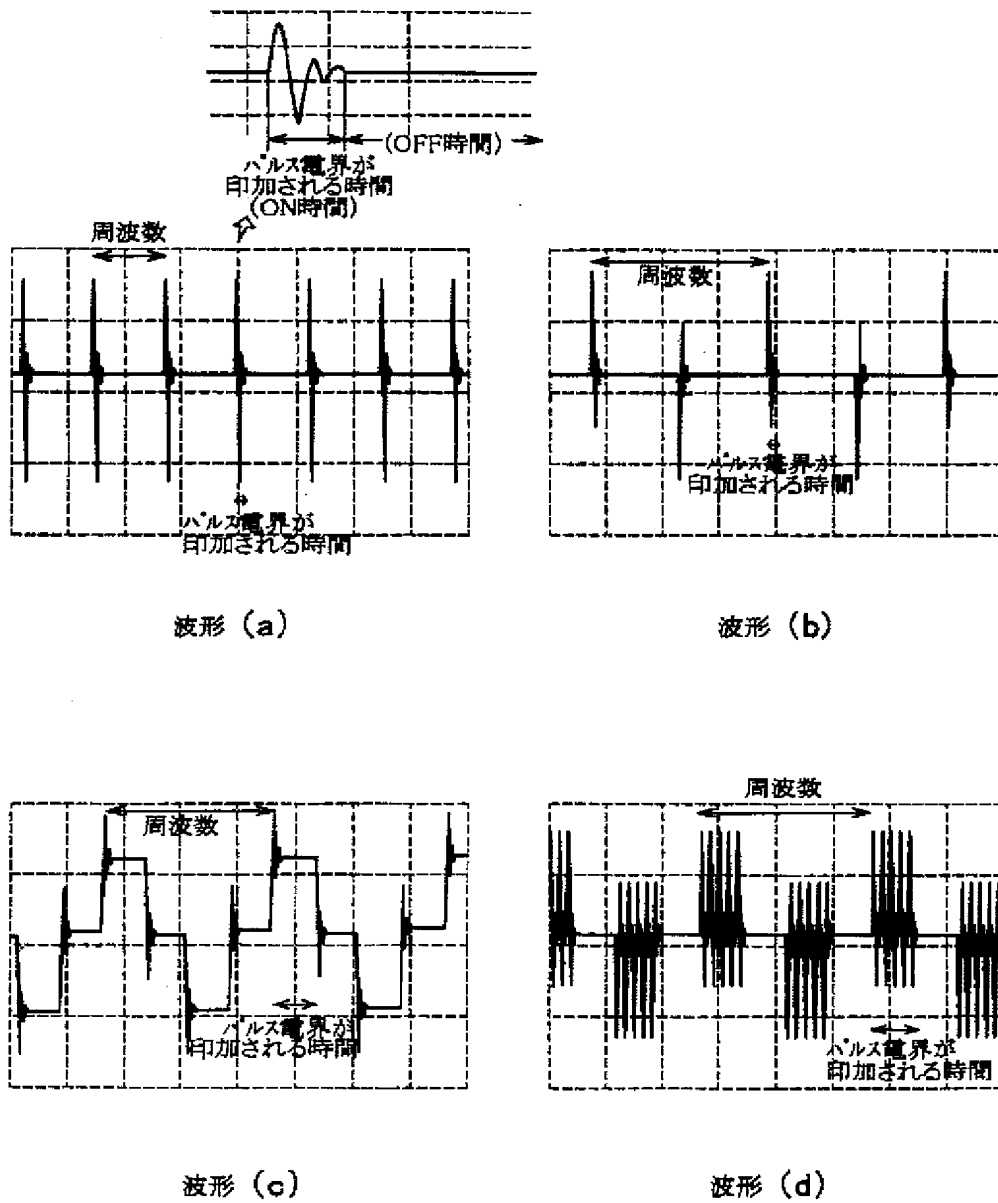 (OFF時間)
パルス電界が
印加される時間
(ON時間)
周波数
パルス電界が
印加される時間
波形 (a)
周波数
パルス電界が
印加される時間
波形 (b)
周波数
パルス電界が
印加される時間
波形 (c)
周波数
パルス電界が
印加される時間
波形 (d)